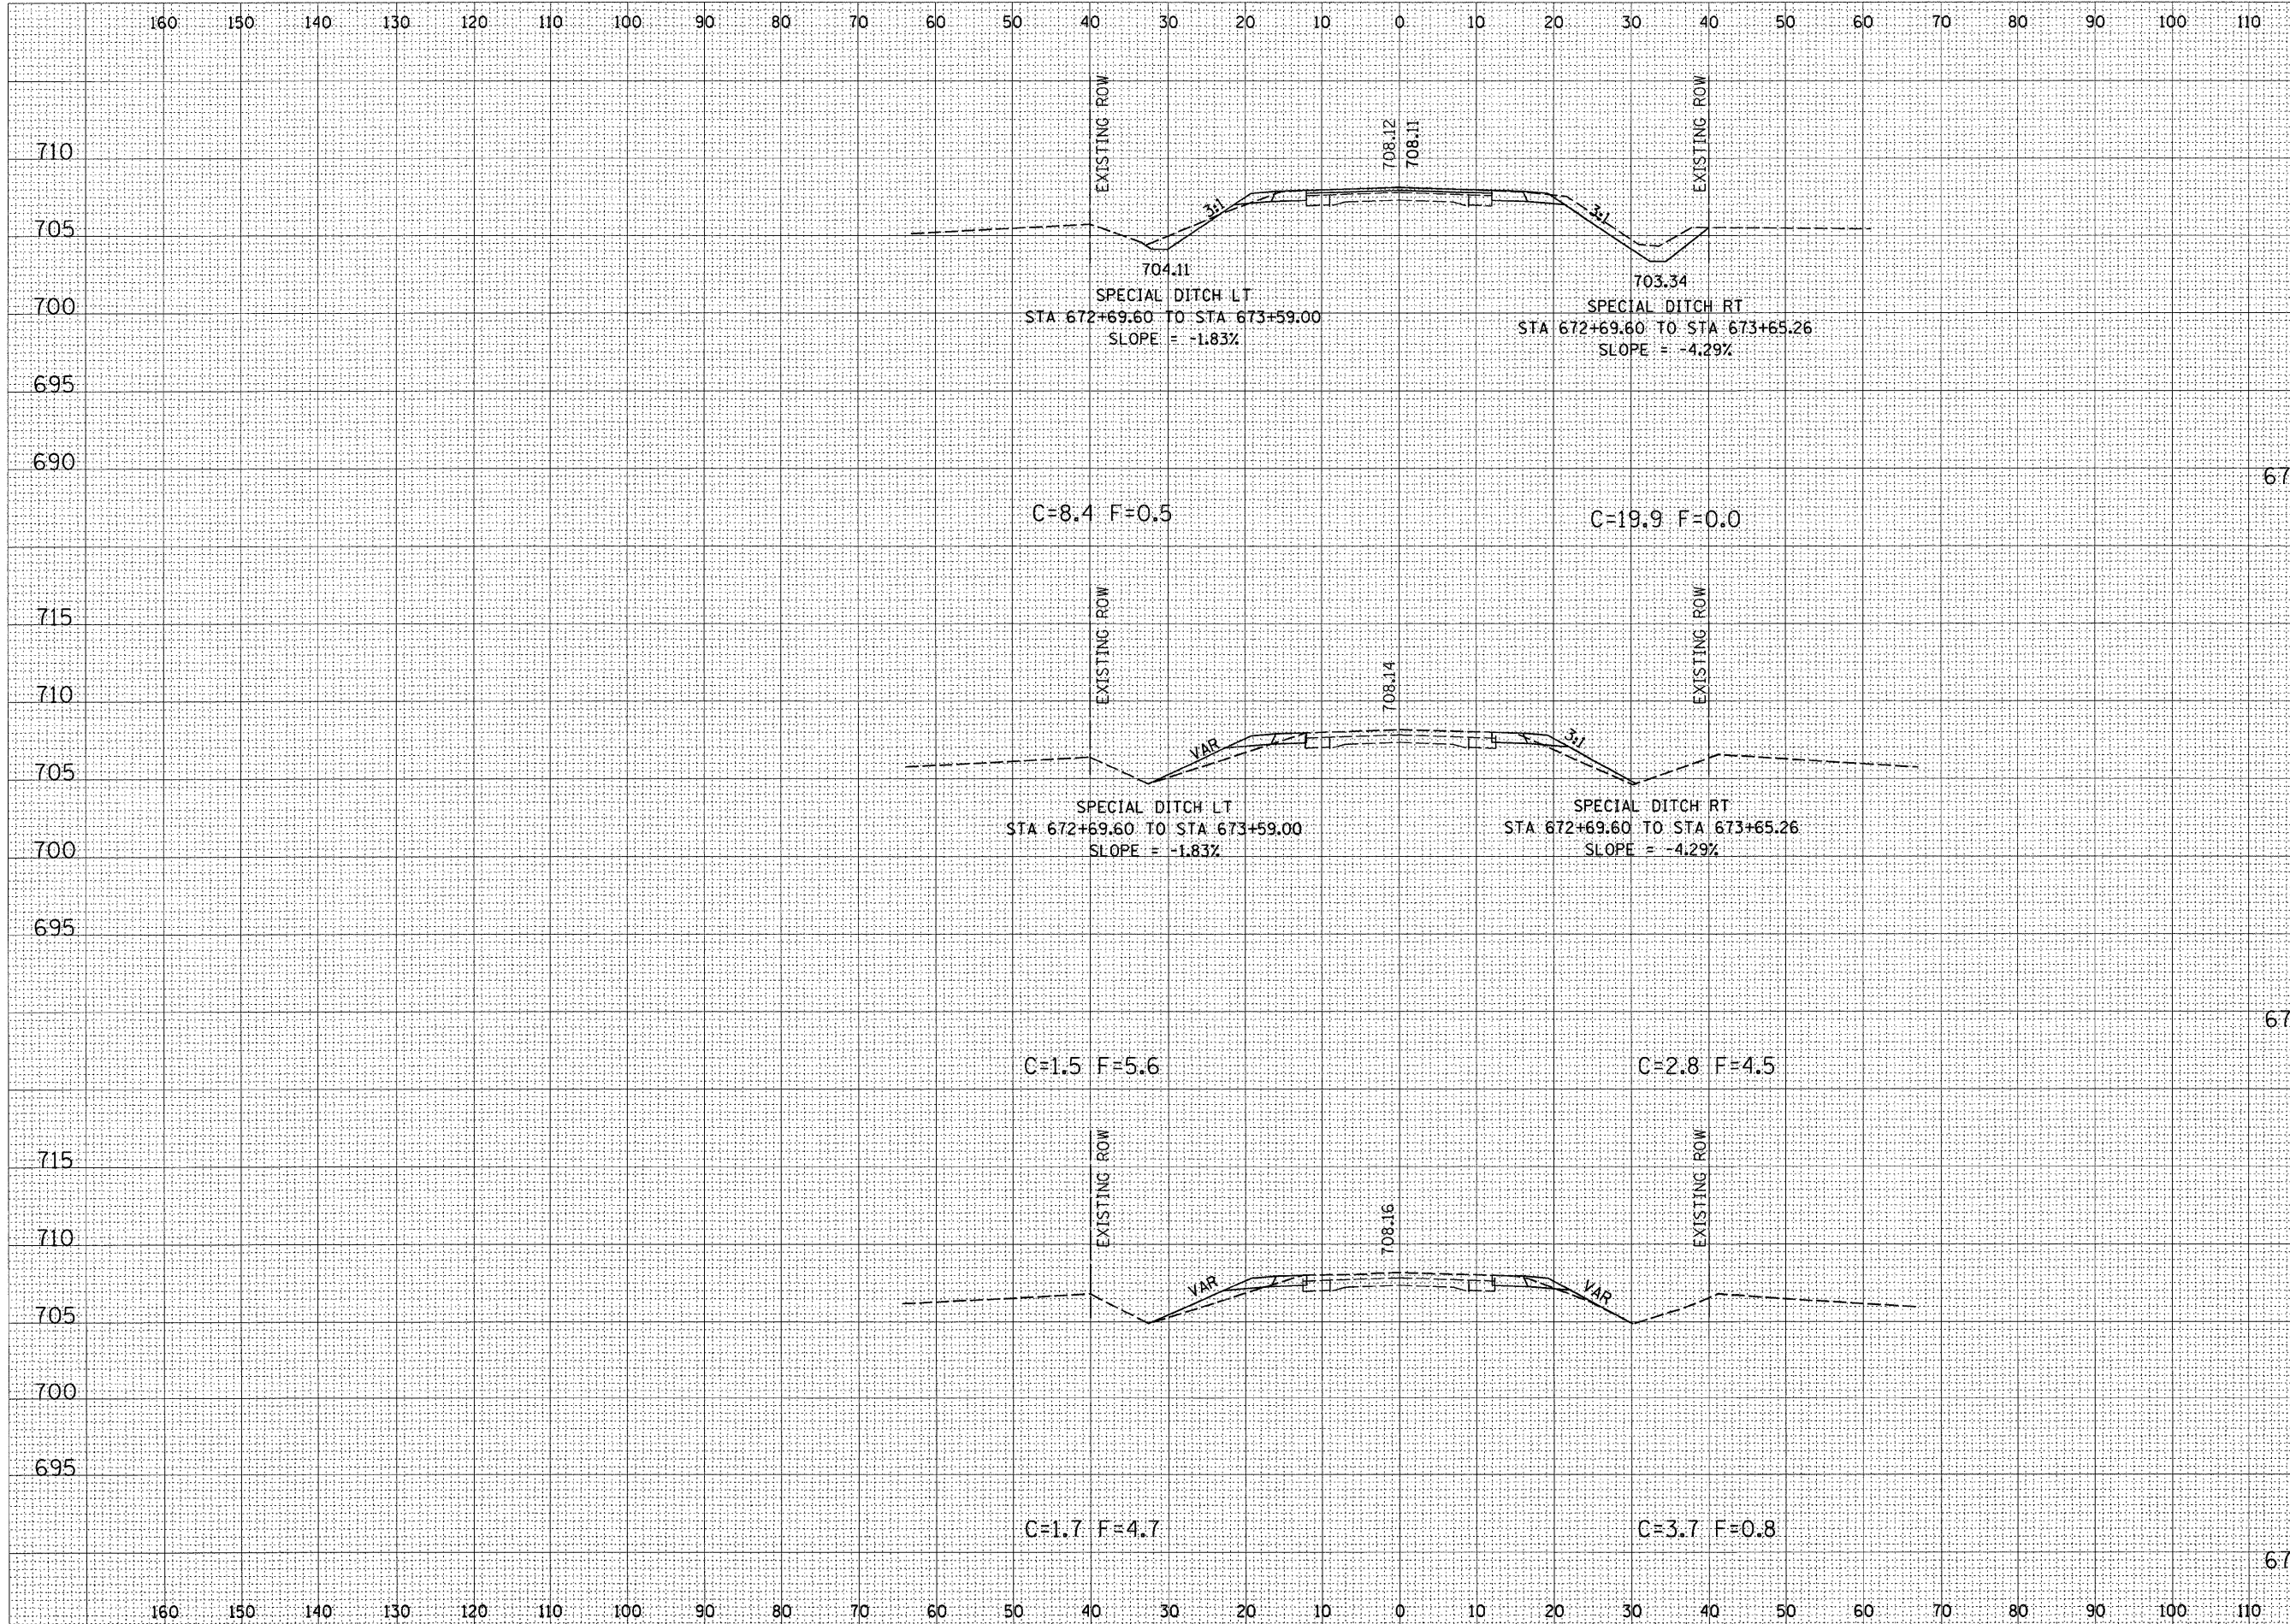 160 150 140 130 120 110 100 90 80 70 60 50 40 30 20 10 0 10 20 30 40 50 60 70 80 90 100 110
EXISTING ROW
708.12
708.11
EXISTING ROW
710
3:1
3:1
705
704.11
703.34
SPECIAL DITCH LT
STA 672+69.60 TO STA 673+59.00
SLOPE = -1.83%
SPECIAL DITCH RT
STA 672+69.60 TO STA 673+65.26
SLOPE = -4.29%
700
695
690
67
C=8.4 F=0.5
C=19.9 F=0.0
EXISTING ROW
708.14
EXISTING ROW
715
710
VAR
3:1
705
SPECIAL DITCH LT
STA 672+69.60 TO STA 673+59.00
SLOPE = -1.83%
SPECIAL DITCH RT
STA 672+69.60 TO STA 673+65.26
SLOPE = -4.29%
700
695
67
C=1.5 F=5.6
C=2.8 F=4.5
EXISTING ROW
708.16
EXISTING ROW
715
710
VAR
VAR
705
700
695
C=1.7 F=4.7
C=3.7 F=0.8
67
160 150 140 130 120 110 100 90 80 70 60 50 40 30 20 10 0 10 20 30 40 50 60 70 80 90 100 110